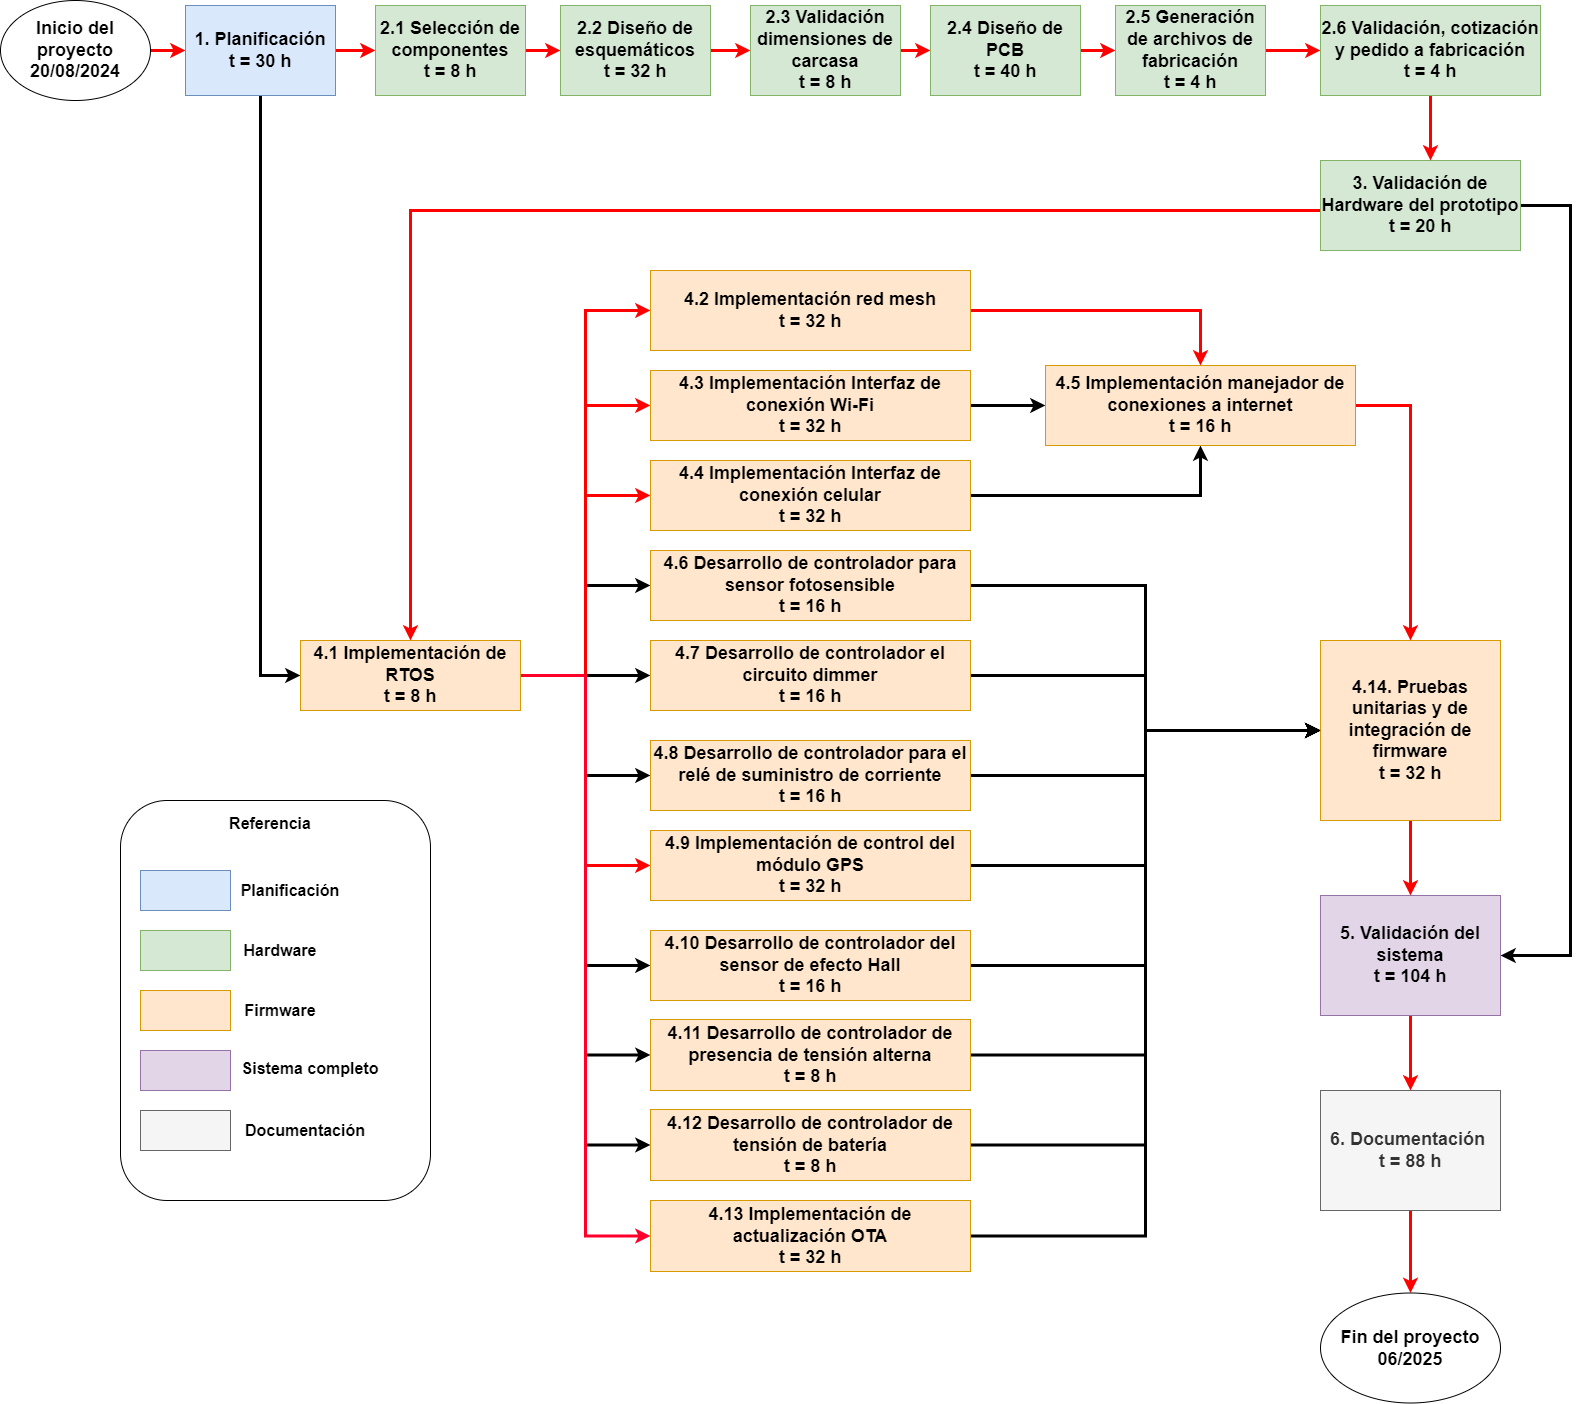 Inicio del
proyecto
20/08/2024
1. Planificación
t = 30 h
2.1 Selección de
componentes
t = 8 h
2.2 Diseño de
esquemáticos
t = 32 h
2.3 Validación
dimensiones de
carcasa
t = 8 h
2.4 Diseño de
PCB
t = 40 h
2.5 Generación
de archivos de
fabricación
t = 4 h
2.6 Validación, cotización
y pedido a fabricación
t = 4 h
3. Validación de
Hardware del prototipo
t = 20 h
4.2 Implementación red mesh
t = 32 h
4.3 Implementación Interfaz de
conexión Wi-Fi
t = 32 h
4.5 Implementación manejador de
conexiones a internet
t = 16 h
4.4 Implementación Interfaz de
conexión celular
t = 32 h
4.6 Desarrollo de controlador para
sensor fotosensible
t = 16 h
4.1 Implementación de
RTOS
t = 8 h
4.7 Desarrollo de controlador el
circuito dimmer
t = 16 h
4.14. Pruebas
unitarias y de
integración de
firmware
t = 32 h
4.8 Desarrollo de controlador para el
relé de suministro de corriente
t = 16 h
4.9 Implementación de control del
módulo GPS
t = 32 h
4.10 Desarrollo de controlador del
sensor de efecto Hall
t = 16 h
5. Validación del
sistema
t = 104 h
4.11 Desarrollo de controlador de
presencia de tensión alterna
t = 8 h
4.12 Desarrollo de controlador de
tensión de batería
t = 8 h
6. Documentación
t = 88 h
4.13 Implementación de
actualización OTA
t = 32 h
Fin del proyecto
06/2025
Referencia
Planificación
Hardware
Firmware
Sistema completo
Documentación